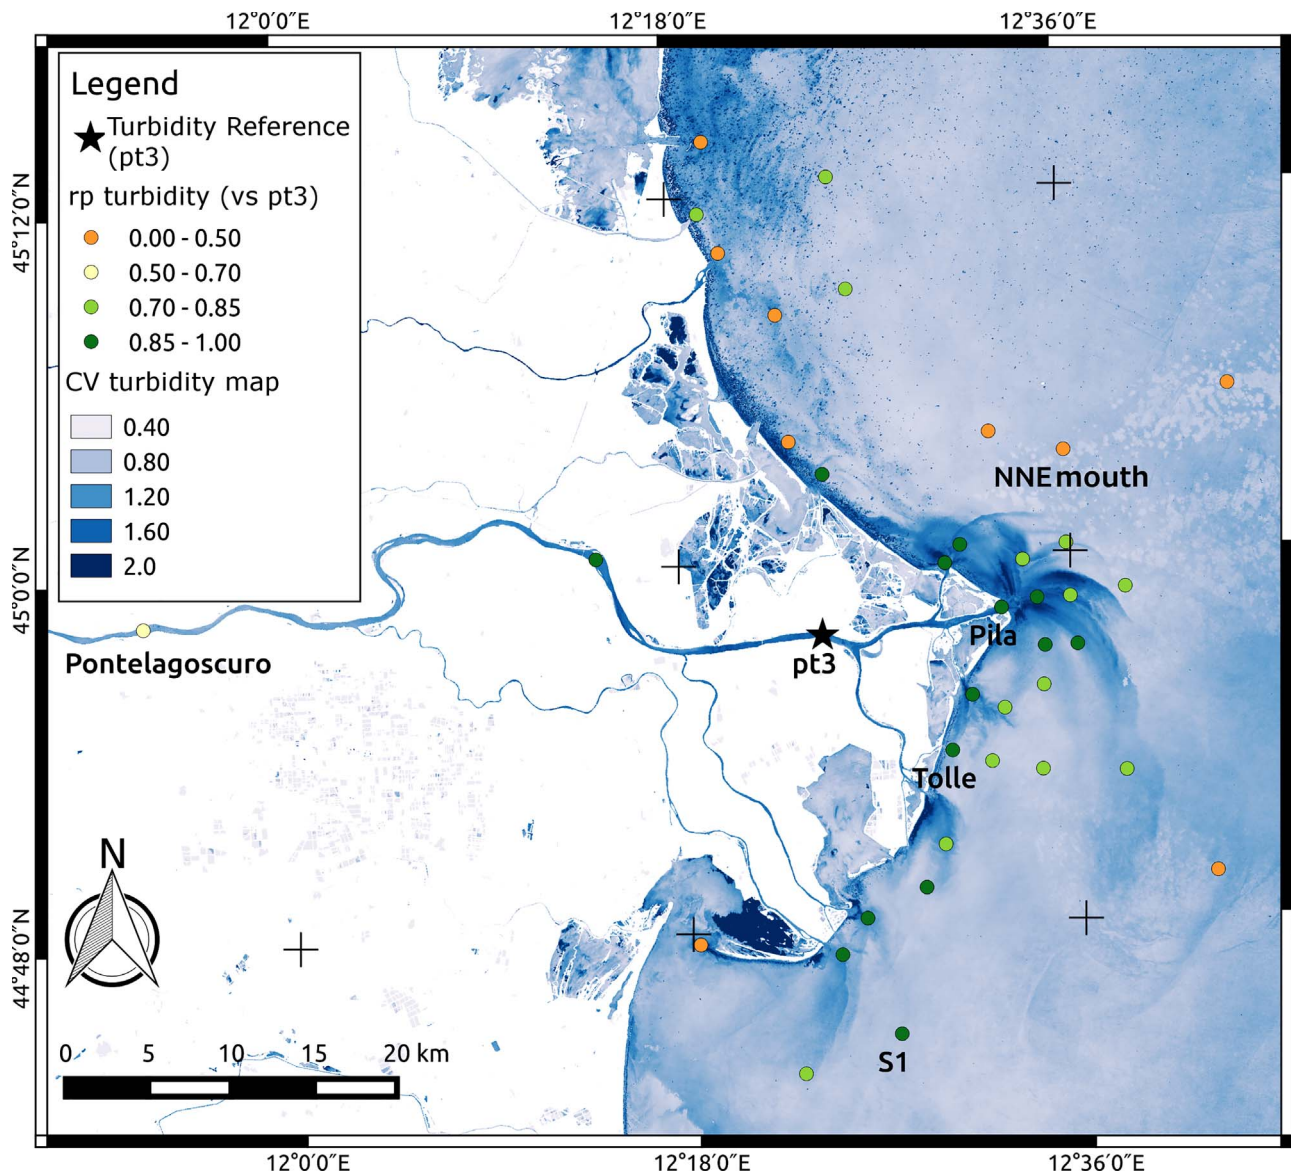 12°0′0″E 12°18′0″E 12°36′0″E
Legend
Turbidity Reference
(pt3)
rp turbidity (vs pt3)
0.00 - 0.50
0.50 - 0.70
0.70 - 0.85
0.85 - 1.00
CV turbidity map
0.40
0.80
1.20
1.60
2.0
45°12′0″N
45°0′0″N
44°48′0″N
NNE mouth
Pila
Pontelagoscuro
pt3
Tolle
N
S1
0 5 10 15 20 km
12°0′0″E 12°18′0″E 12°36′0″E